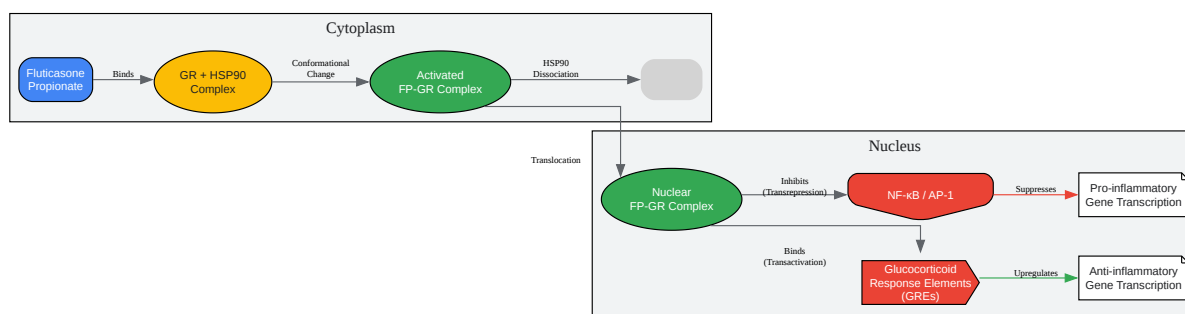 Cytoplasm
Fluticasone
Propionate
Binds
GR + HSP90
Complex
Conformational
Change
Activated
FP-GR Complex
HSP90
Dissociation
Translocation
Nucleus
Nuclear
FP-GR Complex
Inhibits
(Transrepression)
NF-κB / AP-1
Suppresses
Pro-inflammatory
Gene Transcription
Binds
(Transactivation)
Glucocorticoid
Response Elements
(GREs)
Upregulates
Anti-inflammatory
Gene Transcription